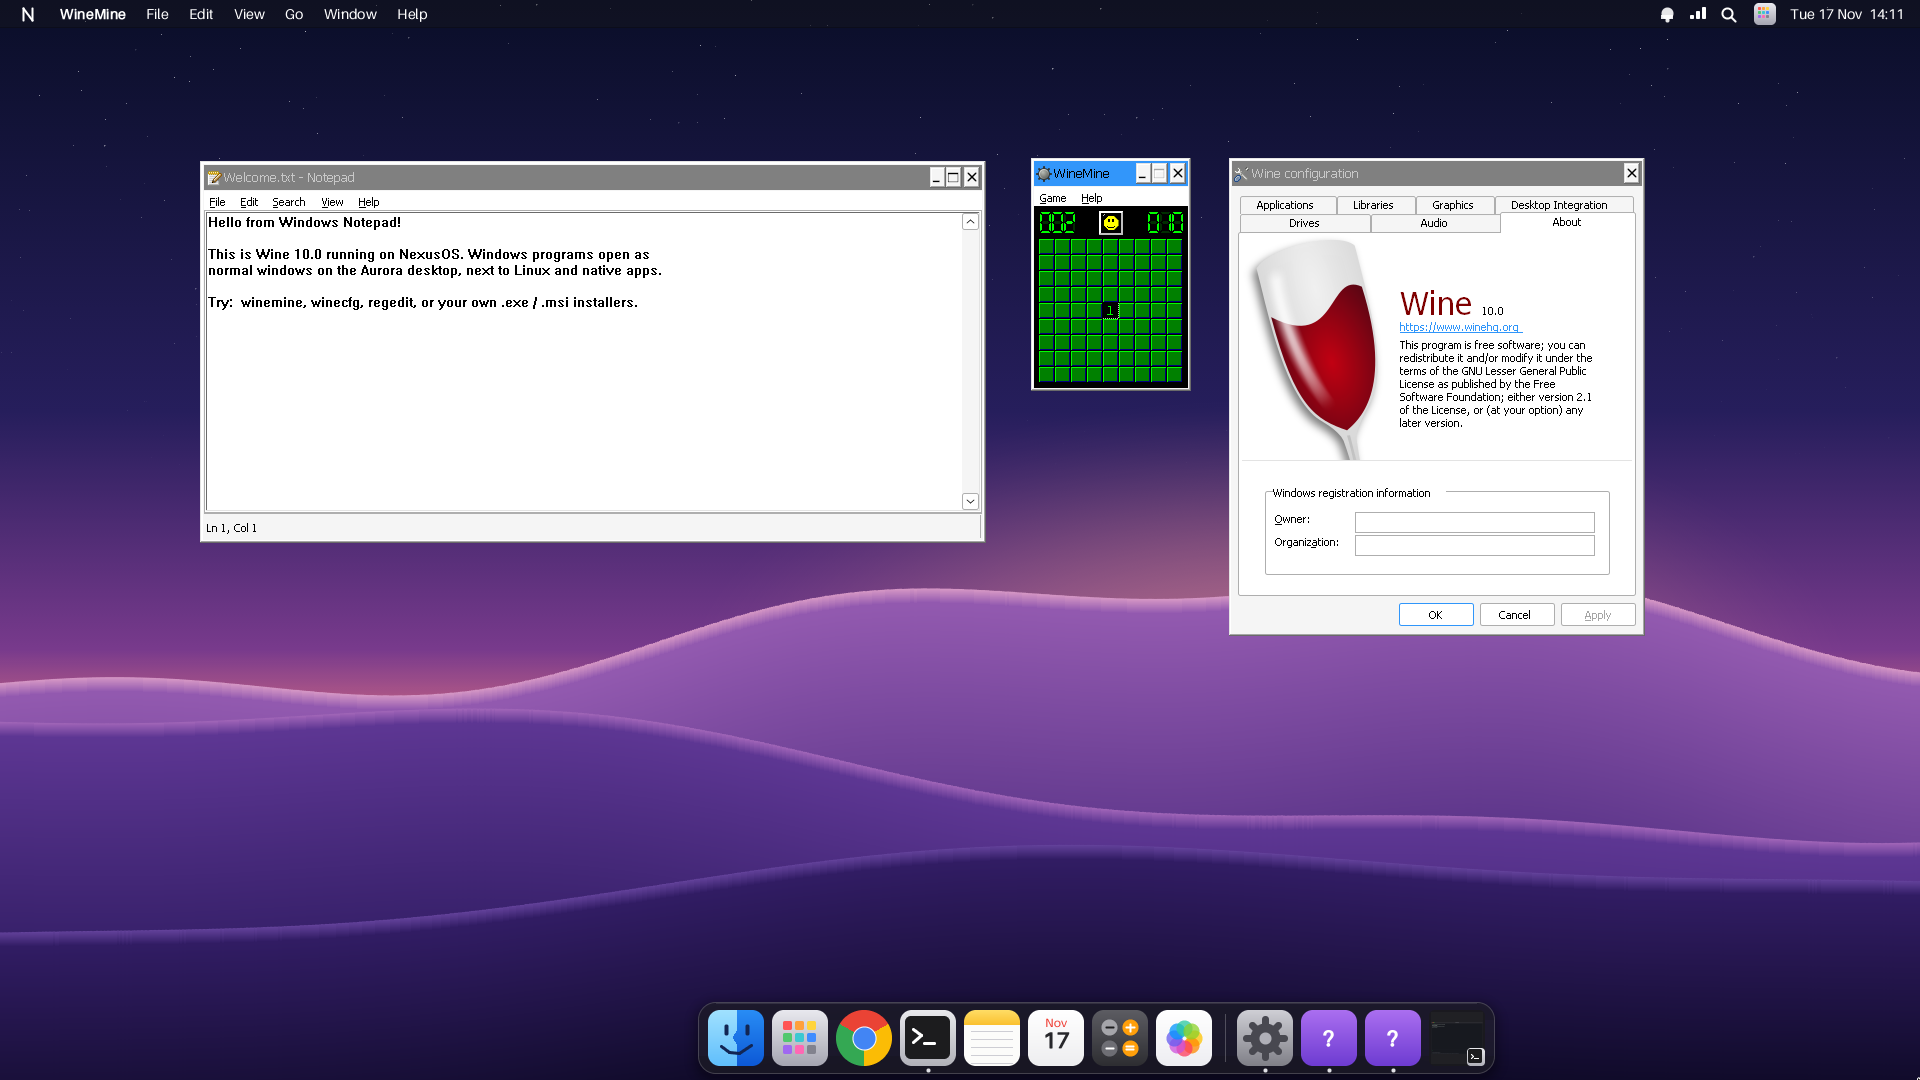 N WineMine File Edit View Go Window Help Tue 17 Nov 14:11
Welcome.txt - Notepad
File Edit Search View Help
Hello from Windows Notepad!
This is Wine 10.0 running on NexusOS. Windows programs open as
normal windows on the Aurora desktop, next to Linux and native apps.
Try: winemine, winecfg, regedit, or your own .exe / .msi installers.
Ln 1, Col 1
WineMine
Game Help
002
1
Wine configuration
Applications Libraries Graphics Desktop Integration
Drives Audio About
Wine 10.0
https://www.winehq.org
This program is free software; you can
redistribute it and/or modify it under the
terms of the GNU Lesser General Public
License as published by the Free
Software Foundation; either version 2.1
of the License, or (at your option) any
later version.
Windows registration information
Owner:
Organization:
OK Cancel Apply
Nov
17
?
?